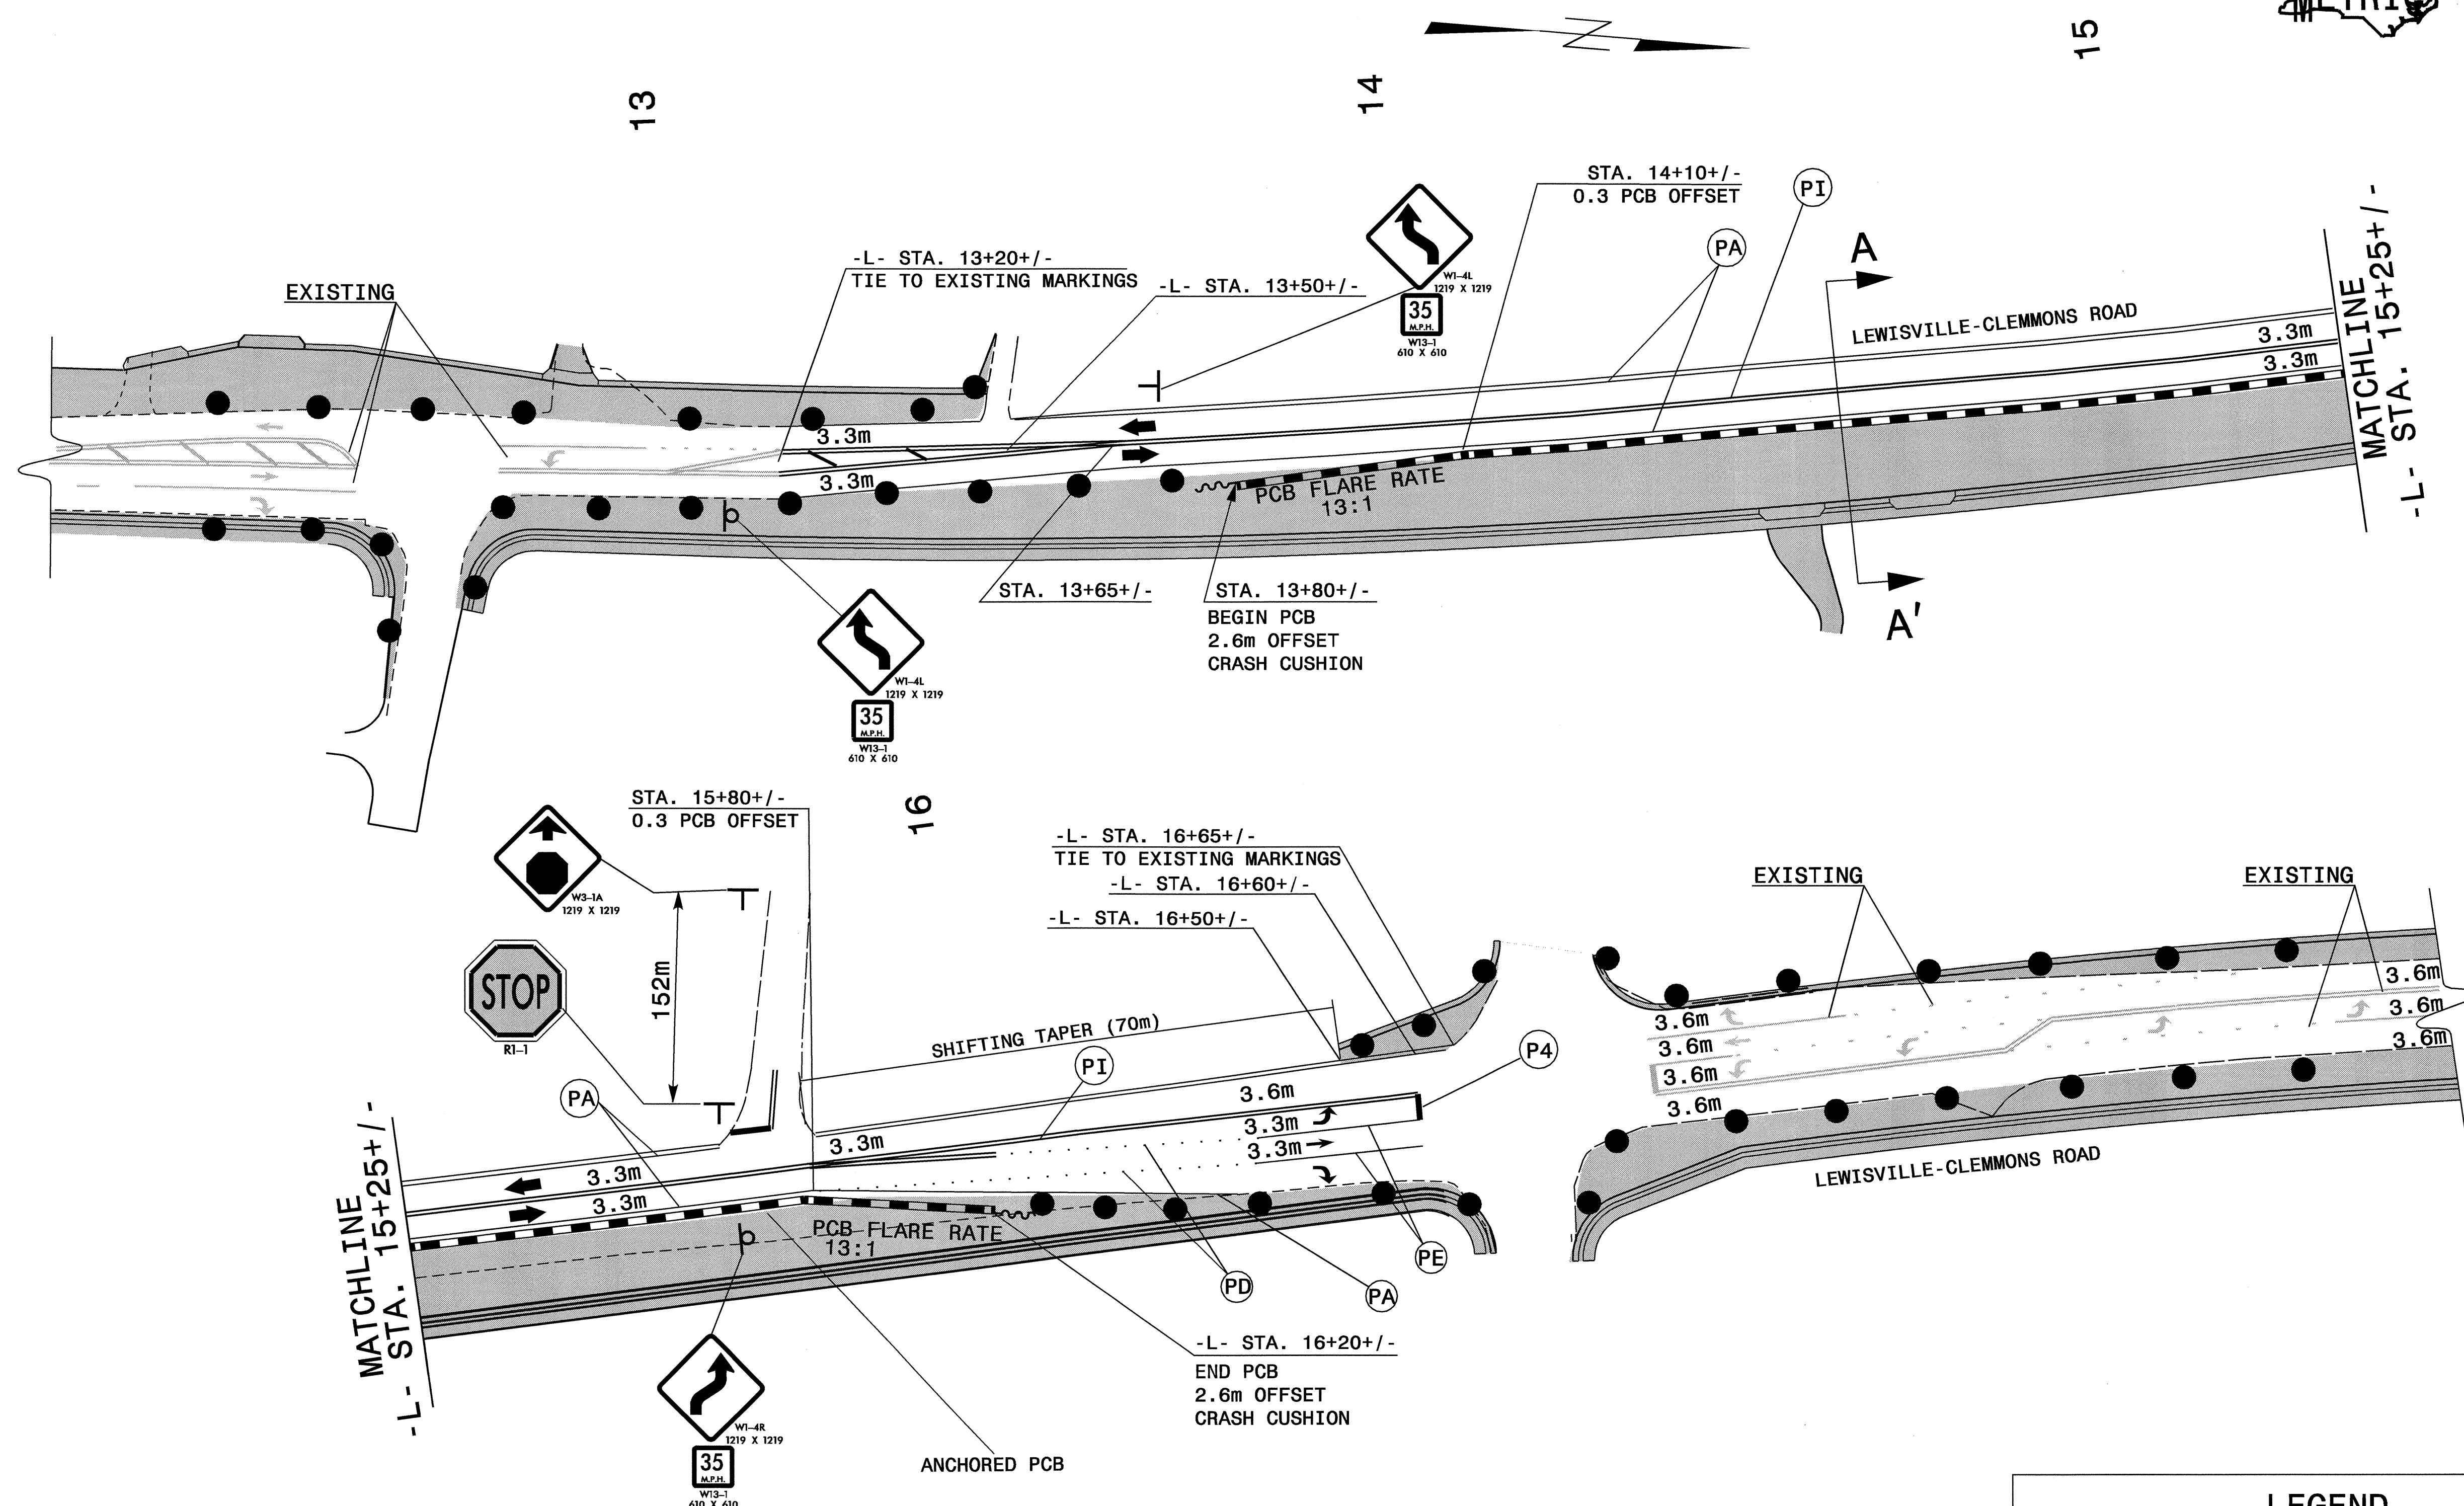 METRIC
13
14
15
STA. 14+10+/-
0.3 PCB OFFSET
PI
PA
A
-L- STA. 13+20+/-
TIE TO EXISTING MARKINGS
-L- STA. 13+50+/-
W1-4L
1219 X 1219
35
M.P.H.
W13-1
610 X 610
EXISTING
LEWISVILLE-CLEMMONS ROAD
3.3m
3.3m
MATCHLINE
-L- STA. 15+25+/-
3.3m
3.3m
PCB FLARE RATE
13:1
STA. 13+65+/-
STA. 13+80+/-
BEGIN PCB
2.6m OFFSET
CRASH CUSHION
A'
W1-4L
1219 X 1219
35
M.P.H.
W13-1
610 X 610
STA. 15+80+/-
0.3 PCB OFFSET
16
-L- STA. 16+65+/-
TIE TO EXISTING MARKINGS
-L- STA. 16+60+/-
-L- STA. 16+50+/-
W3-1A
1219 X 1219
STOP
R1-1
152m
SHIFTING TAPER (70m)
PI
P4
PA
EXISTING
EXISTING
3.6m
3.6m
3.6m
3.6m
3.6m
3.6m
3.6m
LEWISVILLE-CLEMMONS ROAD
3.6m
3.3m
3.3m
3.3m
3.3m
3.3m
MATCHLINE
-L- STA. 15+25+/-
PCB FLARE RATE
13:1
PE
PD
PA
-L- STA. 16+20+/-
END PCB
2.6m OFFSET
CRASH CUSHION
W1-4R
1219 X 1219
35
M.P.H.
W13-1
610 X 610
ANCHORED PCB
LEGEND